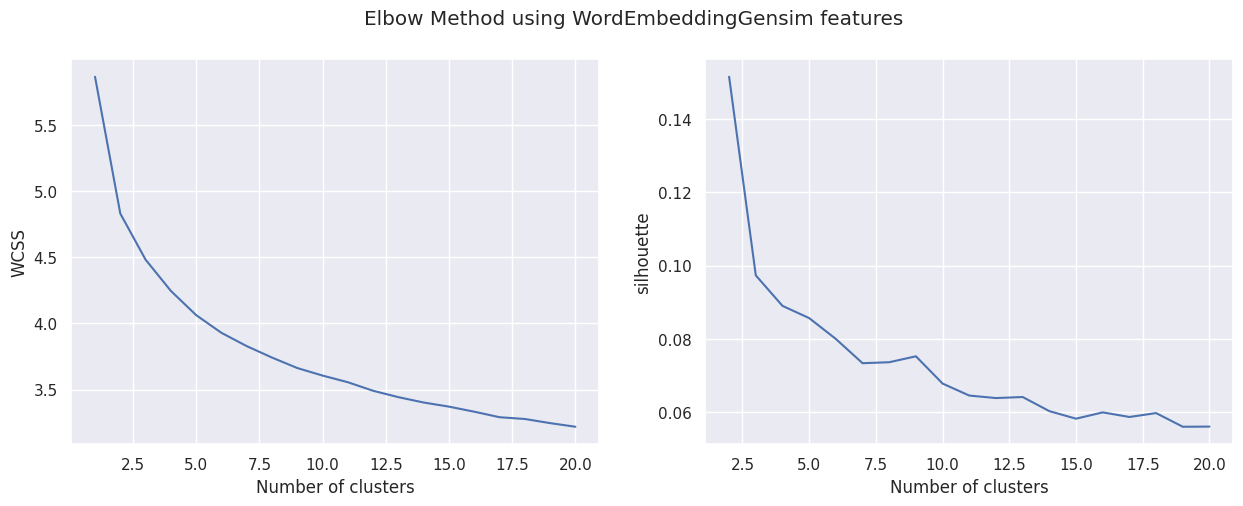 Elbow Method using WordEmbeddingGensim features
WCSS
5.5
5.0
4.5
4.0
3.5
2.5 5.0 7.5 10.0 12.5 15.0 17.5 20.0
Number of clusters
silhouette
0.14
0.12
0.10
0.08
0.06
2.5 5.0 7.5 10.0 12.5 15.0 17.5 20.0
Number of clusters